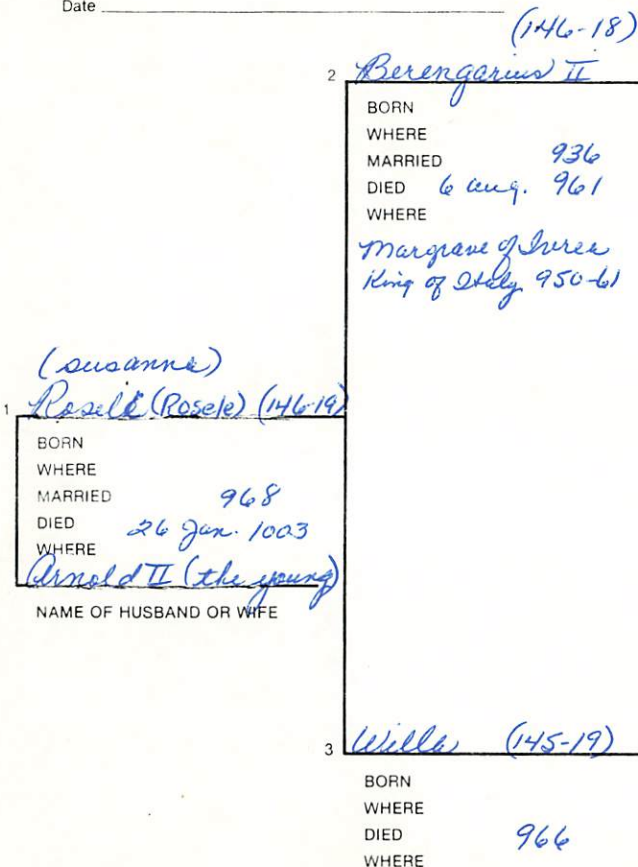 Date
(146-18)
2 Berengarius II
BORN
WHERE
MARRIED 936
DIED 6 aug. 961
WHERE
Margrave of Ivrea
King of Italy 950-61
(susanna)
1 Roselé (Rosele) (146-19)
BORN
WHERE
MARRIED 968
DIED 26 Jan. 1003
WHERE
Arnold II (the young)
NAME OF HUSBAND OR WIFE
3 Willa (145-19)
BORN
WHERE
DIED 966
WHERE